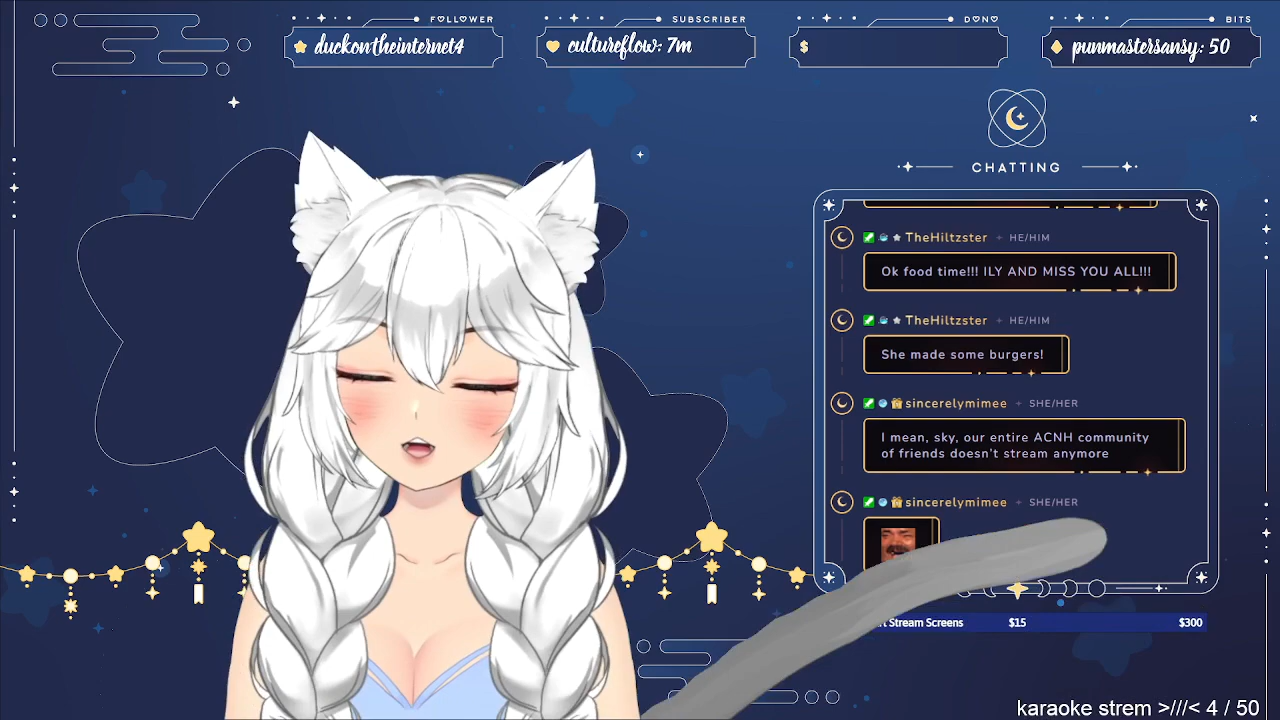 FOLLOWER
duckontheinternet4
SUBSCRIBER
cultureflow: 7m
DONO
$
BITS
punmastersansy: 50
CHATTING
TheHiltzster + HE/HIM
Ok food time!!! ILY AND MISS YOU ALL!!!
TheHiltzster + HE/HIM
She made some burgers!
sincerelymimee + SHE/HER
I mean, sky, our entire ACNH community
of friends doesn't stream anymore
sincerelymimee + SHE/HER
Stream Screens $15 $300
karaoke strem >///< 4 / 50